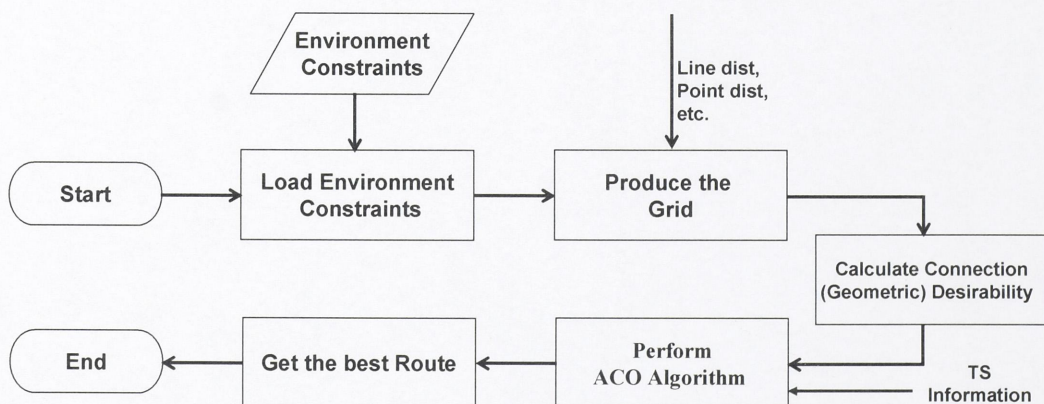 Environment
Constraints
Line dist,
Point dist,
etc.
Start
Load Environment
Constraints
Produce the
Grid
Calculate Connection
(Geometric) Desirability
End
Get the best Route
Perform
ACO Algorithm
TS
Information